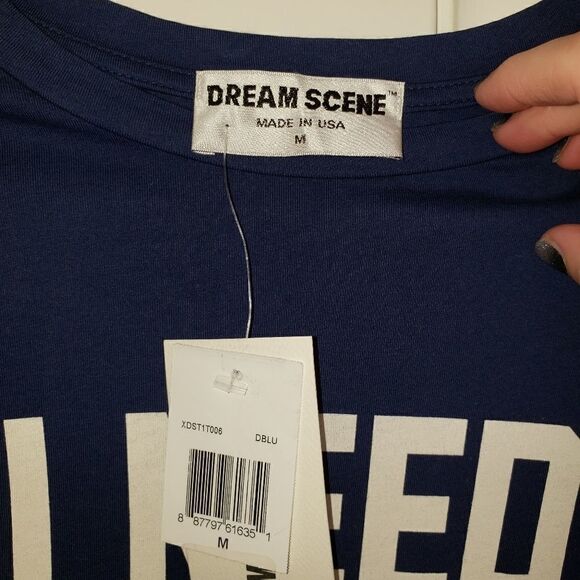 DREAM SCENE™
MADE IN USA
M
XDST1T006 DBLU
8 87797 61635 1
M
I EED